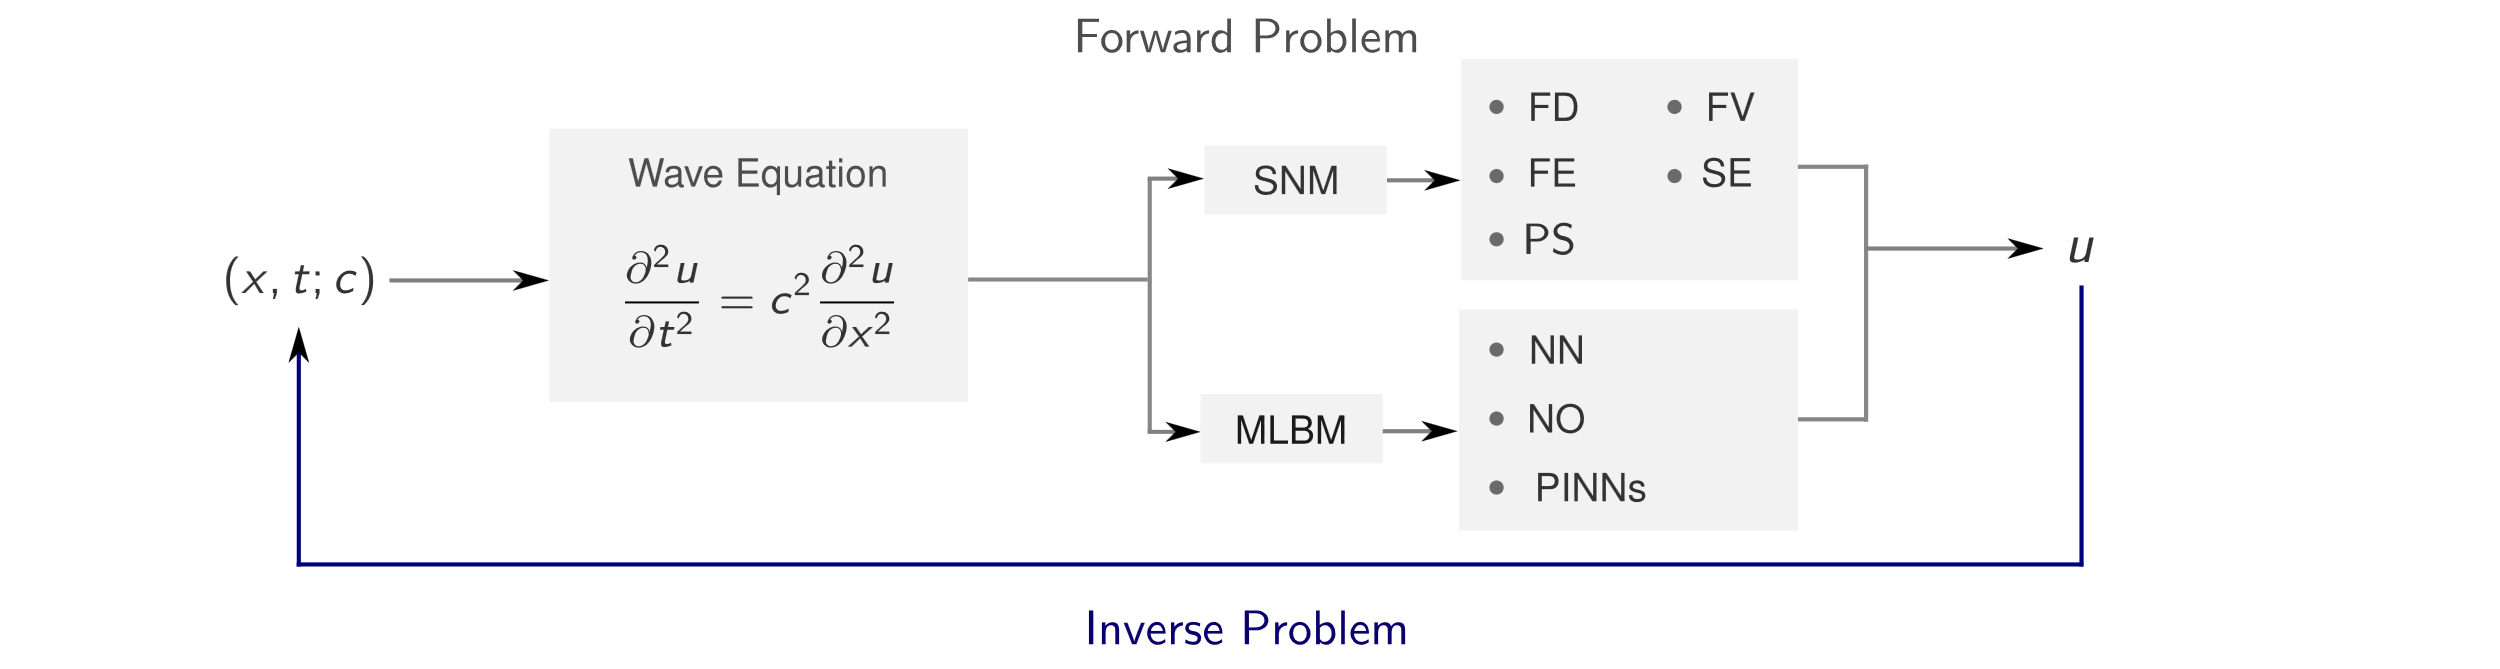 Forward Problem
(x, t; c)
Wave Equation
∂²u/∂t² = c² ∂²u/∂x²
SNM
FD
FV
FE
SE
PS
MLBM
NN
NO
PINNs
u
Inverse Problem